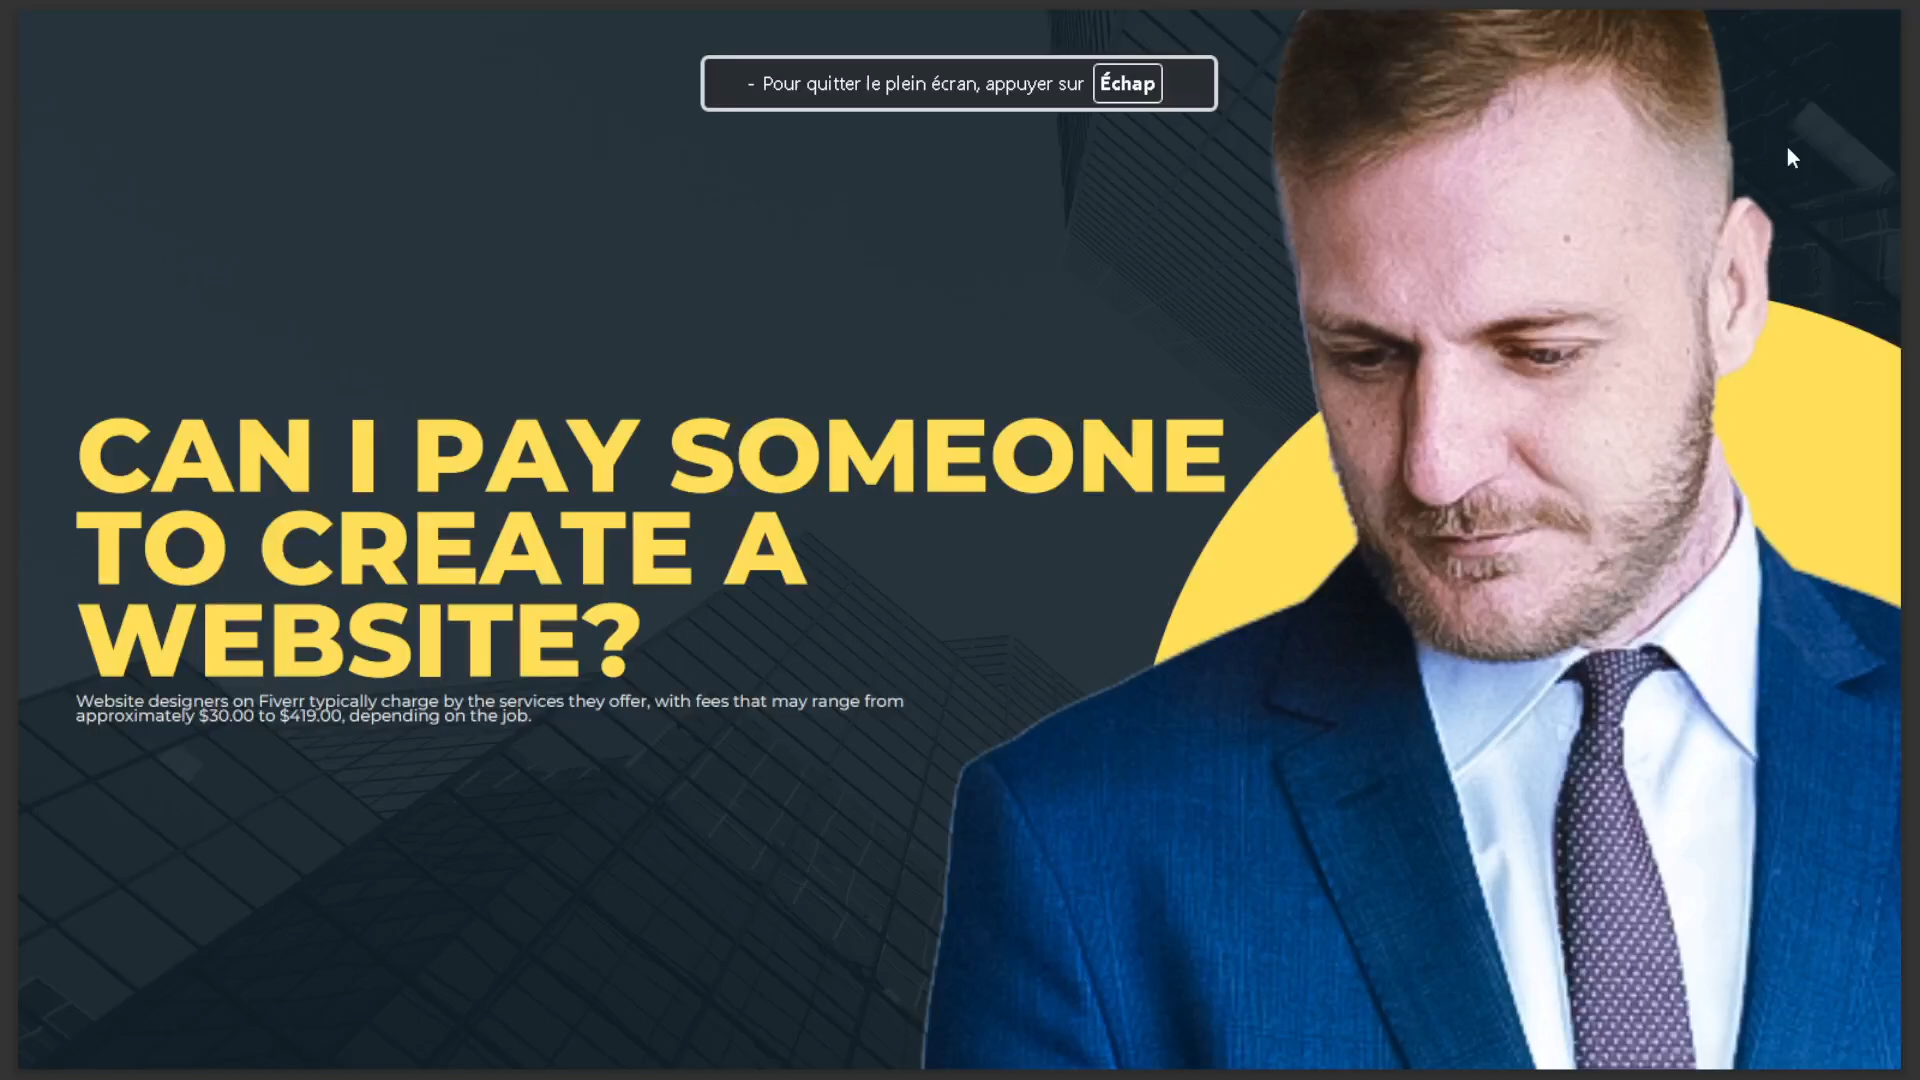 - Pour quitter le plein écran, appuyer sur Échap
CAN I PAY SOMEONE
TO CREATE A
WEBSITE?
Website designers on Fiverr typically charge by the services they offer, with fees that may range from
approximately $30.00 to $419.00, depending on the job.